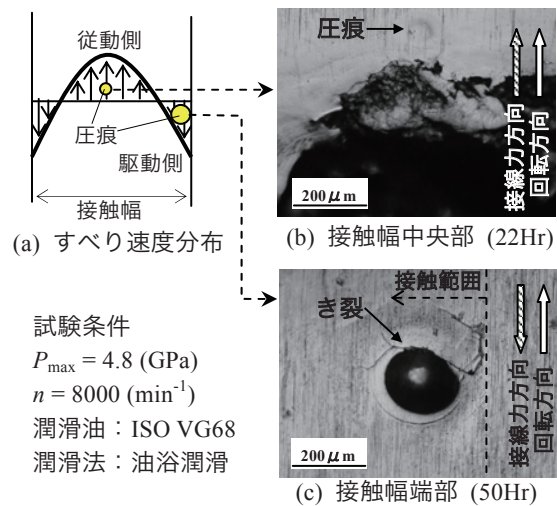 従動側
圧痕
駆動側
接触幅
(a) すべり速度分布
圧痕
接線力方向
回転方向
200μm
(b) 接触幅中央部 (22Hr)
接触範囲
き裂
接線力方向
回転方向
200μm
(c) 接触幅端部 (50Hr)
試験条件
Pmax = 4.8 (GPa)
n = 8000 (min-1)
潤滑油：ISO VG68
潤滑法：油浴潤滑